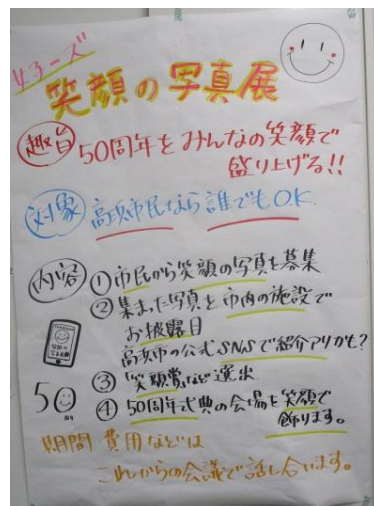 女子ーズ
笑顔の写真展
趣旨 50周年をみんなの笑顔で
盛り上げる!!
対象 高浜市民なら誰でもOK
内容 ①市民から笑顔の写真を募集
②集まった写真を市内の施設で
お披露目
高浜市の公式SNSで紹介アリかも?
③笑顔賞など選出
④50周年式典の会場を笑顔で
飾ります。
50
期間 費用などは
これからの会議で話し合います。